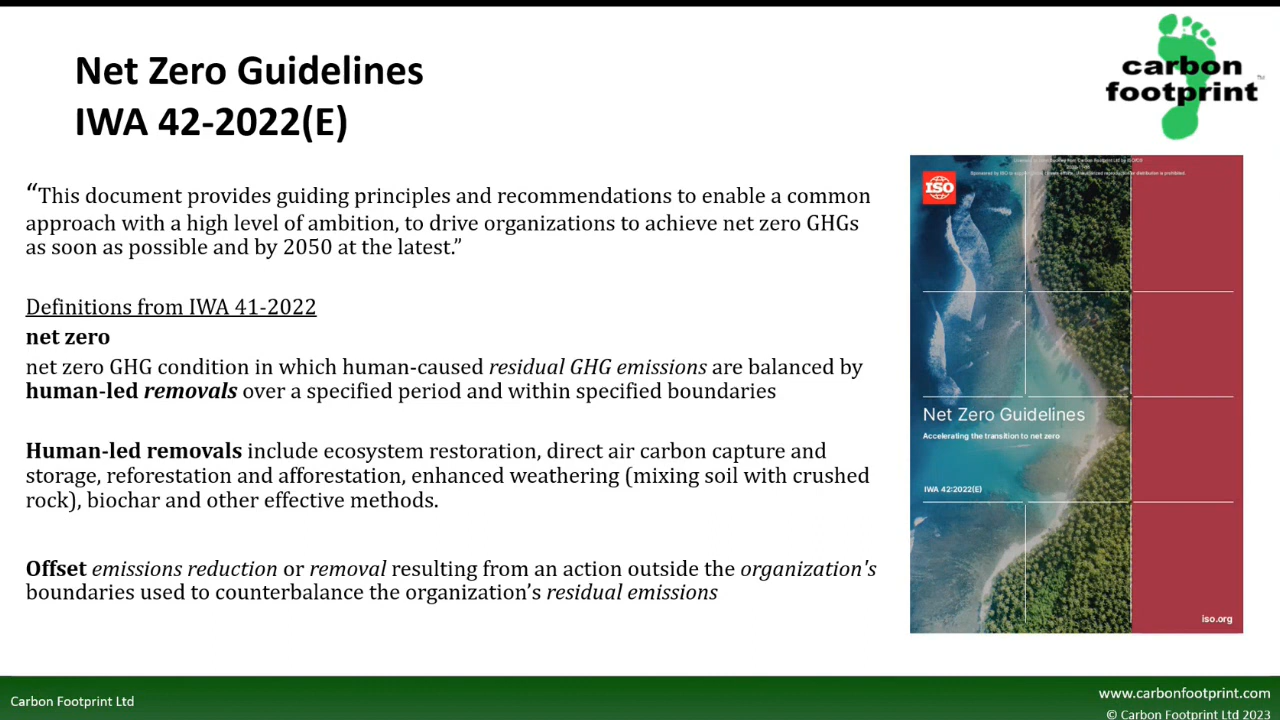 Net Zero Guidelines
IWA 42-2022(E)
carbon
footprint
TM
“This document provides guiding principles and recommendations to enable a common
approach with a high level of ambition, to drive organizations to achieve net zero GHGs
as soon as possible and by 2050 at the latest.”
Definitions from IWA 41-2022
net zero
net zero GHG condition in which human-caused residual GHG emissions are balanced by
human-led removals over a specified period and within specified boundaries
Human-led removals include ecosystem restoration, direct air carbon capture and
storage, reforestation and afforestation, enhanced weathering (mixing soil with crushed
rock), biochar and other effective methods.
Offset emissions reduction or removal resulting from an action outside the organization’s
boundaries used to counterbalance the organization’s residual emissions
ISO
Net Zero Guidelines
Accelerating the transition to net zero
IWA 42:2022(E)
iso.org
Carbon Footprint Ltd
www.carbonfootprint.com
© Carbon Footprint Ltd 2023